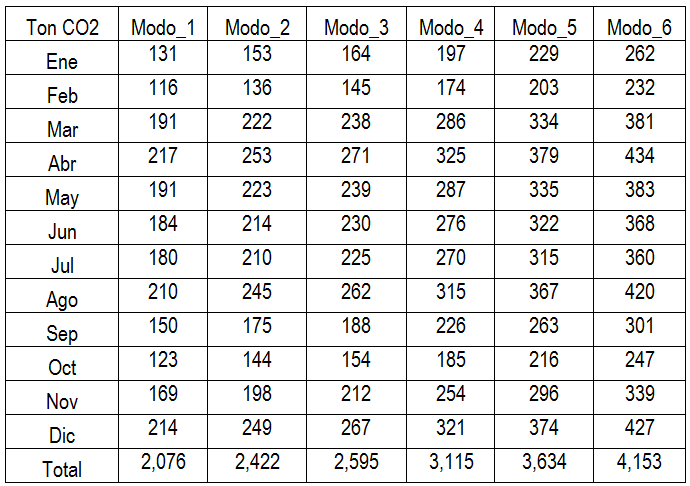 Ton CO2 Modo_1 Modo_2 Modo_3 Modo_4 Modo_5 Modo_6
Ene 131 153 164 197 229 262
Feb 116 136 145 174 203 232
Mar 191 222 238 286 334 381
Abr 217 253 271 325 379 434
May 191 223 239 287 335 383
Jun 184 214 230 276 322 368
Jul 180 210 225 270 315 360
Ago 210 245 262 315 367 420
Sep 150 175 188 226 263 301
Oct 123 144 154 185 216 247
Nov 169 198 212 254 296 339
Dic 214 249 267 321 374 427
Total 2,076 2,422 2,595 3,115 3,634 4,153